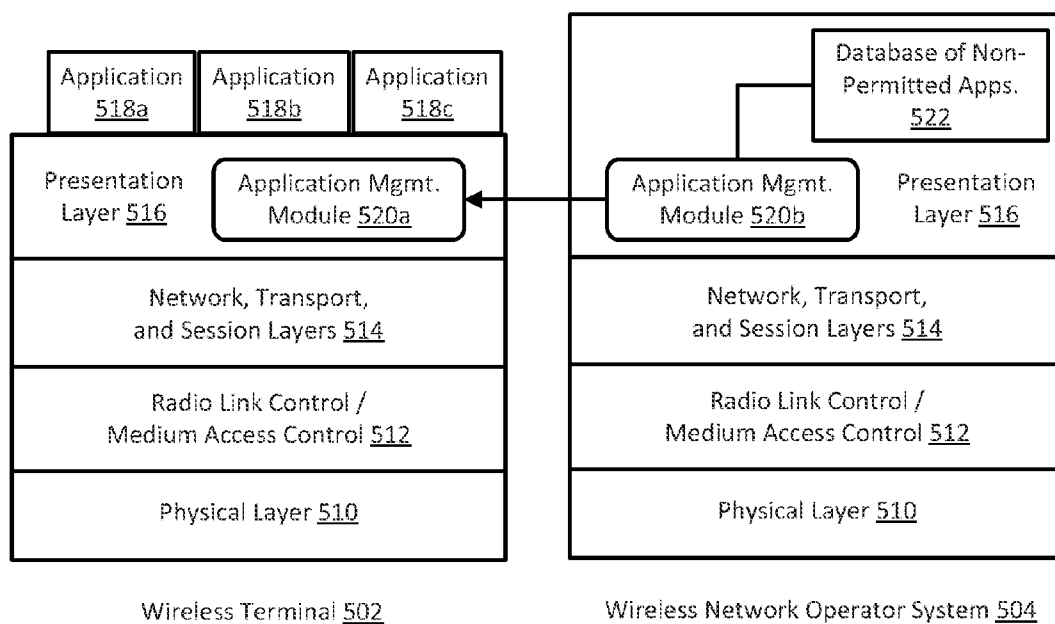 Application
518a
Application
518b
Application
518c
Presentation
Layer 516
Application Mgmt.
Module 520a
Network, Transport,
and Session Layers 514
Radio Link Control /
Medium Access Control 512
Physical Layer 510
Wireless Terminal 502
Database of Non-
Permitted Apps.
522
Application Mgmt.
Module 520b
Presentation
Layer 516
Network, Transport,
and Session Layers 514
Radio Link Control /
Medium Access Control 512
Physical Layer 510
Wireless Network Operator System 504